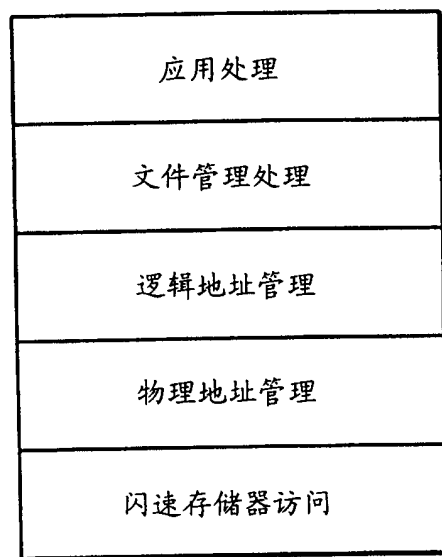 应用处理
文件管理处理
逻辑地址管理
物理地址管理
闪速存储器访问